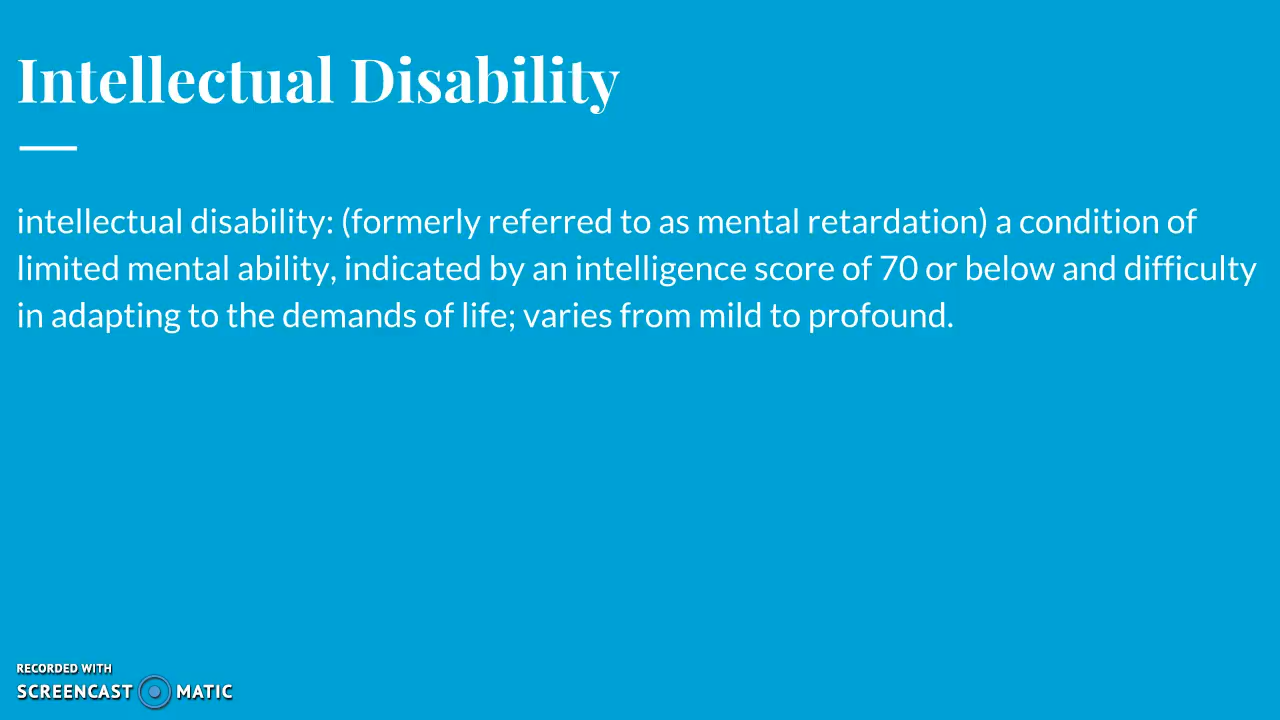 Intellectual Disability
intellectual disability: (formerly referred to as mental retardation) a condition of
limited mental ability, indicated by an intelligence score of 70 or below and difficulty
in adapting to the demands of life; varies from mild to profound.
RECORDED WITH
SCREENCAST MATIC